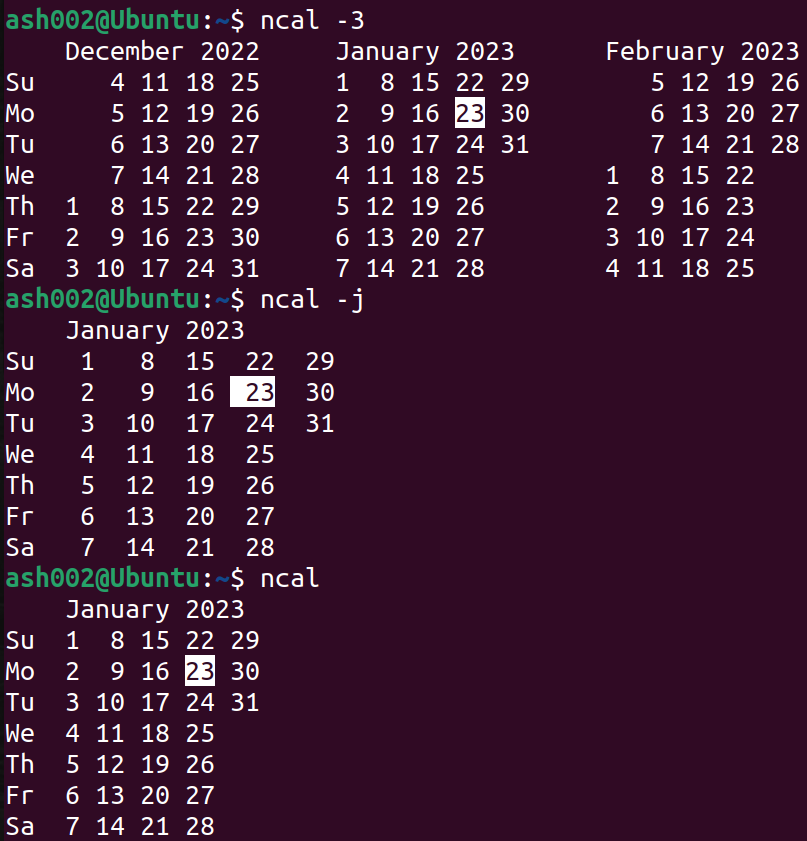 ash002@Ubuntu:~$ ncal -3
    December 2022     January 2023      February 2023
Su     4 11 18 25     1  8 15 22 29        5 12 19 26
Mo     5 12 19 26     2  9 16 23 30        6 13 20 27
Tu     6 13 20 27     3 10 17 24 31        7 14 21 28
We     7 14 21 28     4 11 18 25        1  8 15 22
Th  1  8 15 22 29     5 12 19 26        2  9 16 23
Fr  2  9 16 23 30     6 13 20 27        3 10 17 24
Sa  3 10 17 24 31     7 14 21 28        4 11 18 25
ash002@Ubuntu:~$ ncal -j
    January 2023
Su   1   8  15  22  29
Mo   2   9  16  23  30
Tu   3  10  17  24  31
We   4  11  18  25
Th   5  12  19  26
Fr   6  13  20  27
Sa   7  14  21  28
ash002@Ubuntu:~$ ncal
    January 2023
Su  1  8 15 22 29
Mo  2  9 16 23 30
Tu  3 10 17 24 31
We  4 11 18 25
Th  5 12 19 26
Fr  6 13 20 27
Sa  7 14 21 28